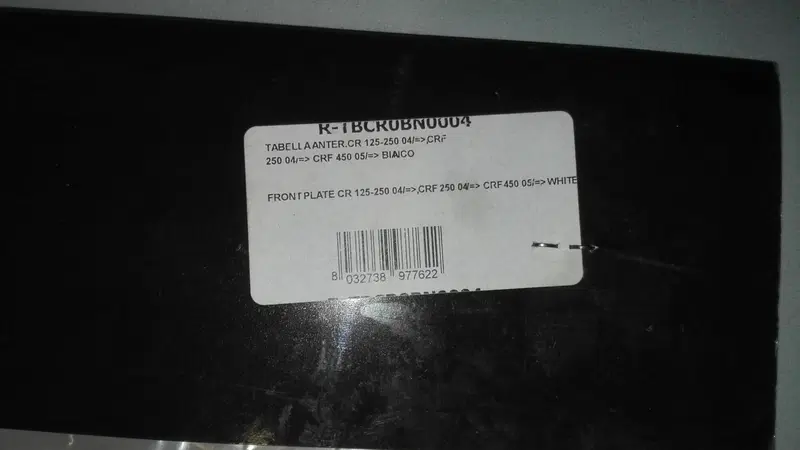 R-TBCR0BN0004
TABELLA ANTER.CR 125-250 04/=>,CRF
250 04/=> CRF 450 05/=> BIANCO
FRONT PLATE CR 125-250 04/=>,CRF 250 04/=> CRF 450 05/=> WHITE
8 032738 977622